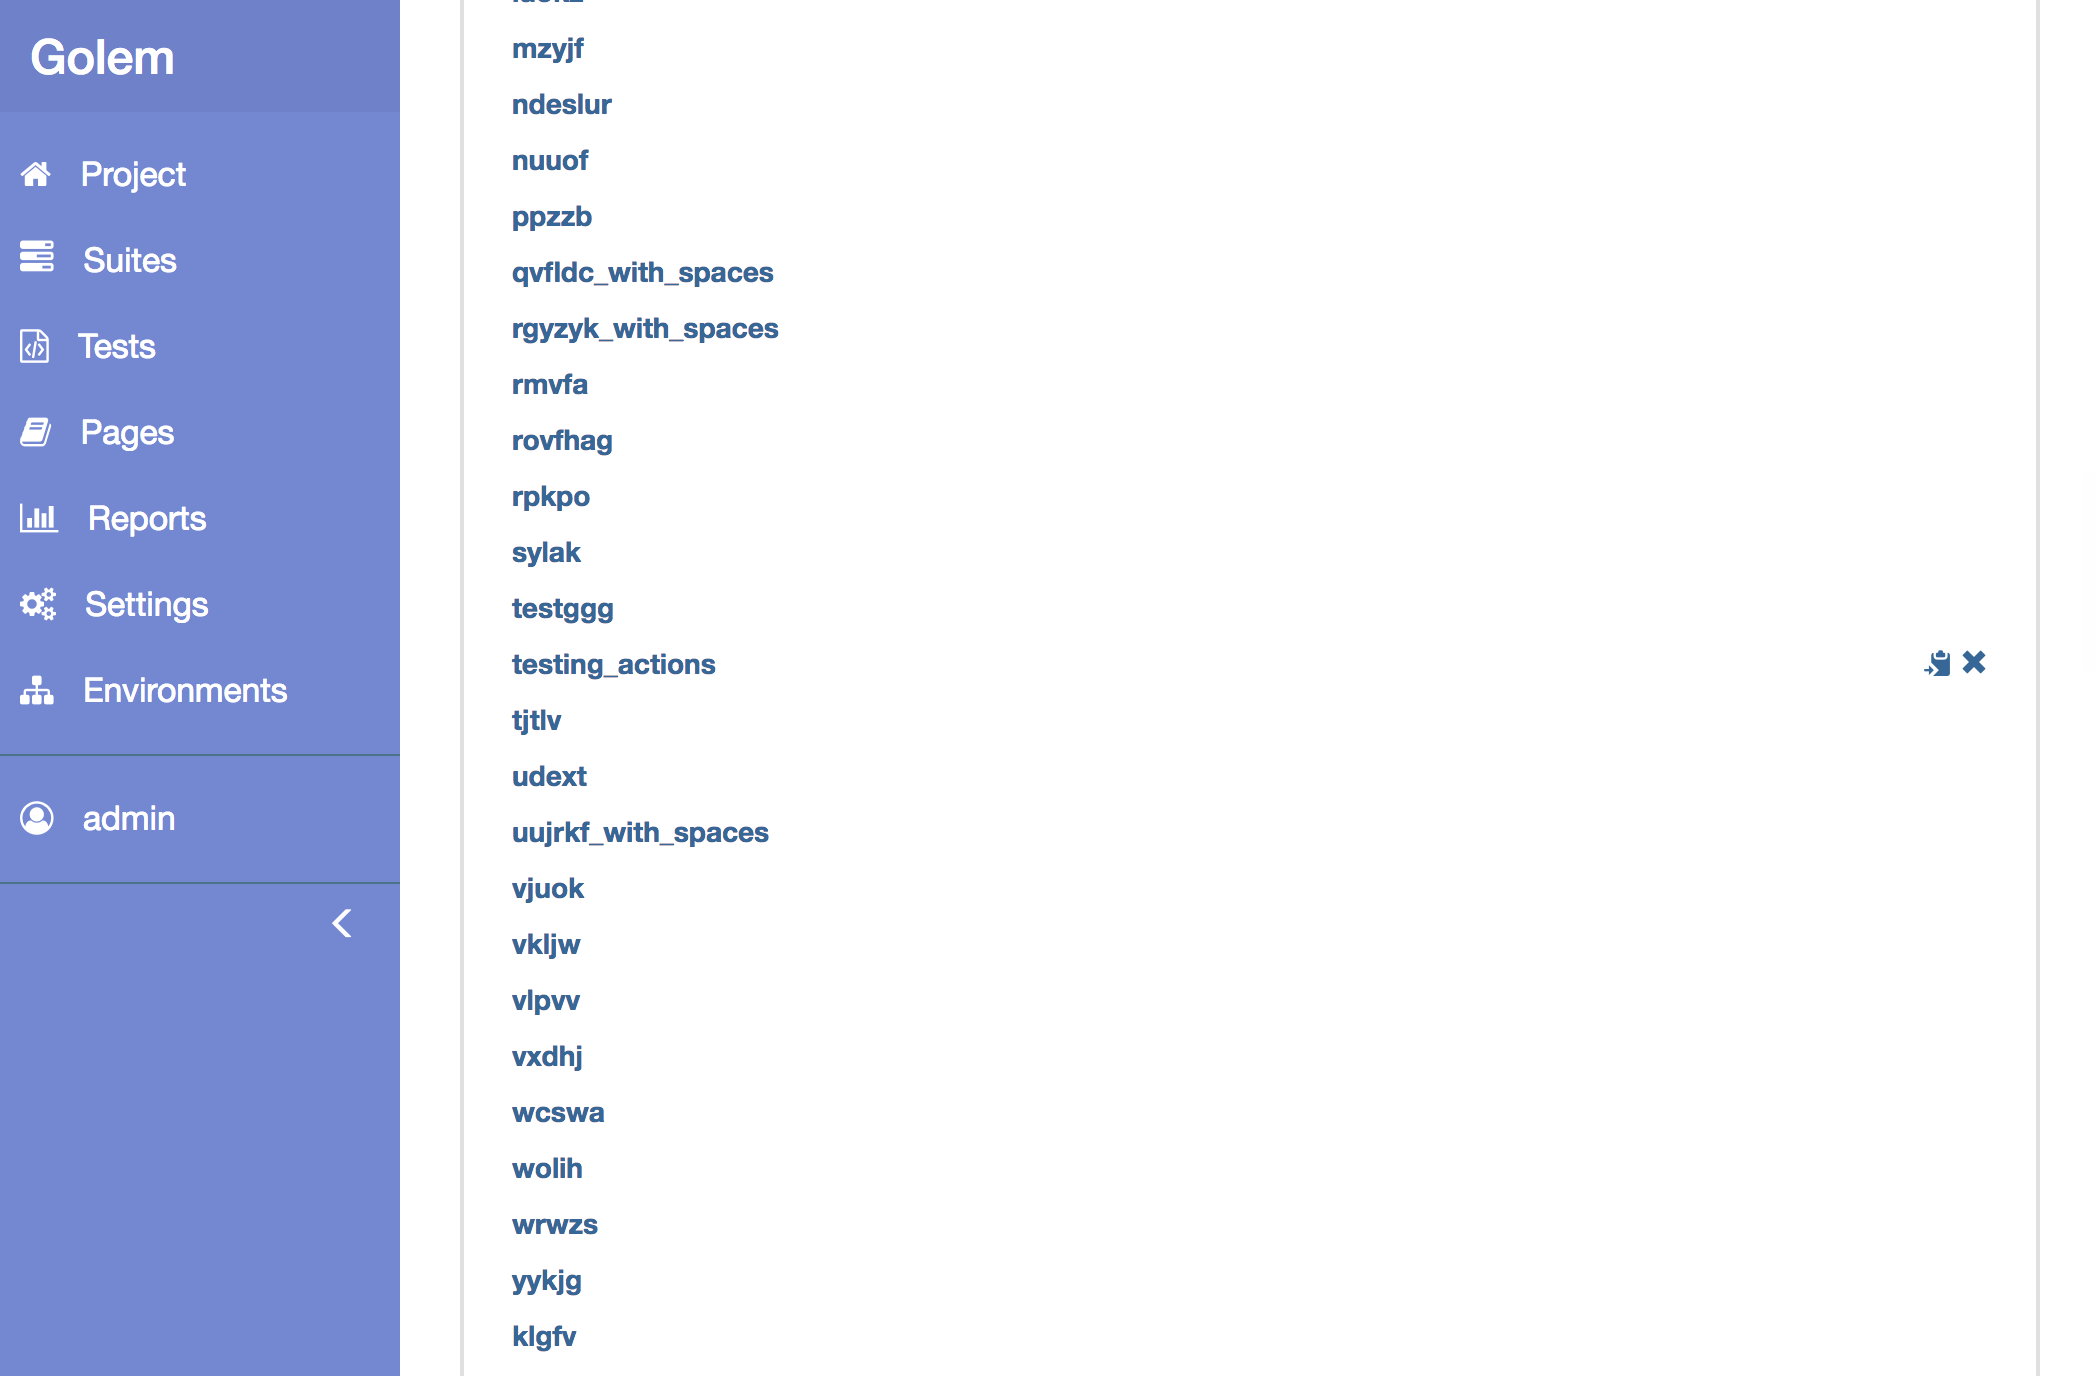 Golem
Project
Suites
Tests
Pages
Reports
Settings
Environments
admin
mzyjf
ndeslur
nuuof
ppzzb
qvfldc_with_spaces
rgyzyk_with_spaces
rmvfa
rovfhag
rpkpo
sylak
testggg
testing_actions
tjtlv
udext
uujrkf_with_spaces
vjuok
vkljw
vlpvv
vxdhj
wcswa
wolih
wrwzs
yykjg
klgfv